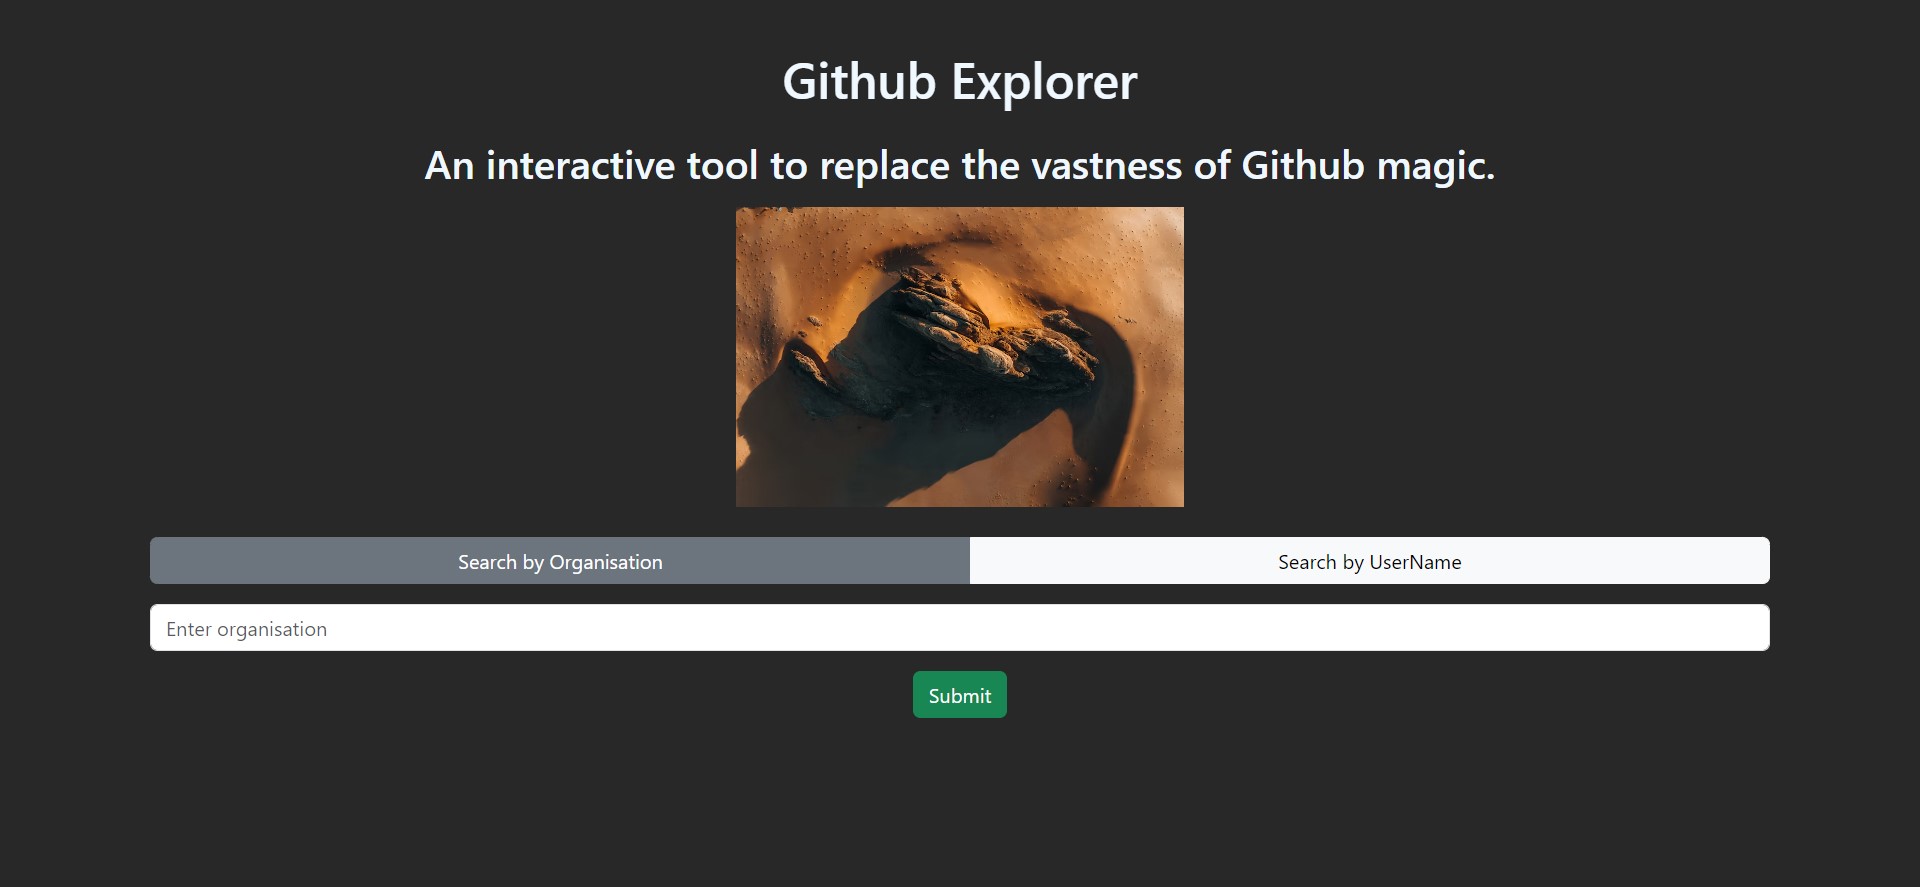 Github Explorer
An interactive tool to replace the vastness of Github magic.
Search by Organisation
Search by UserName
Enter organisation
Submit